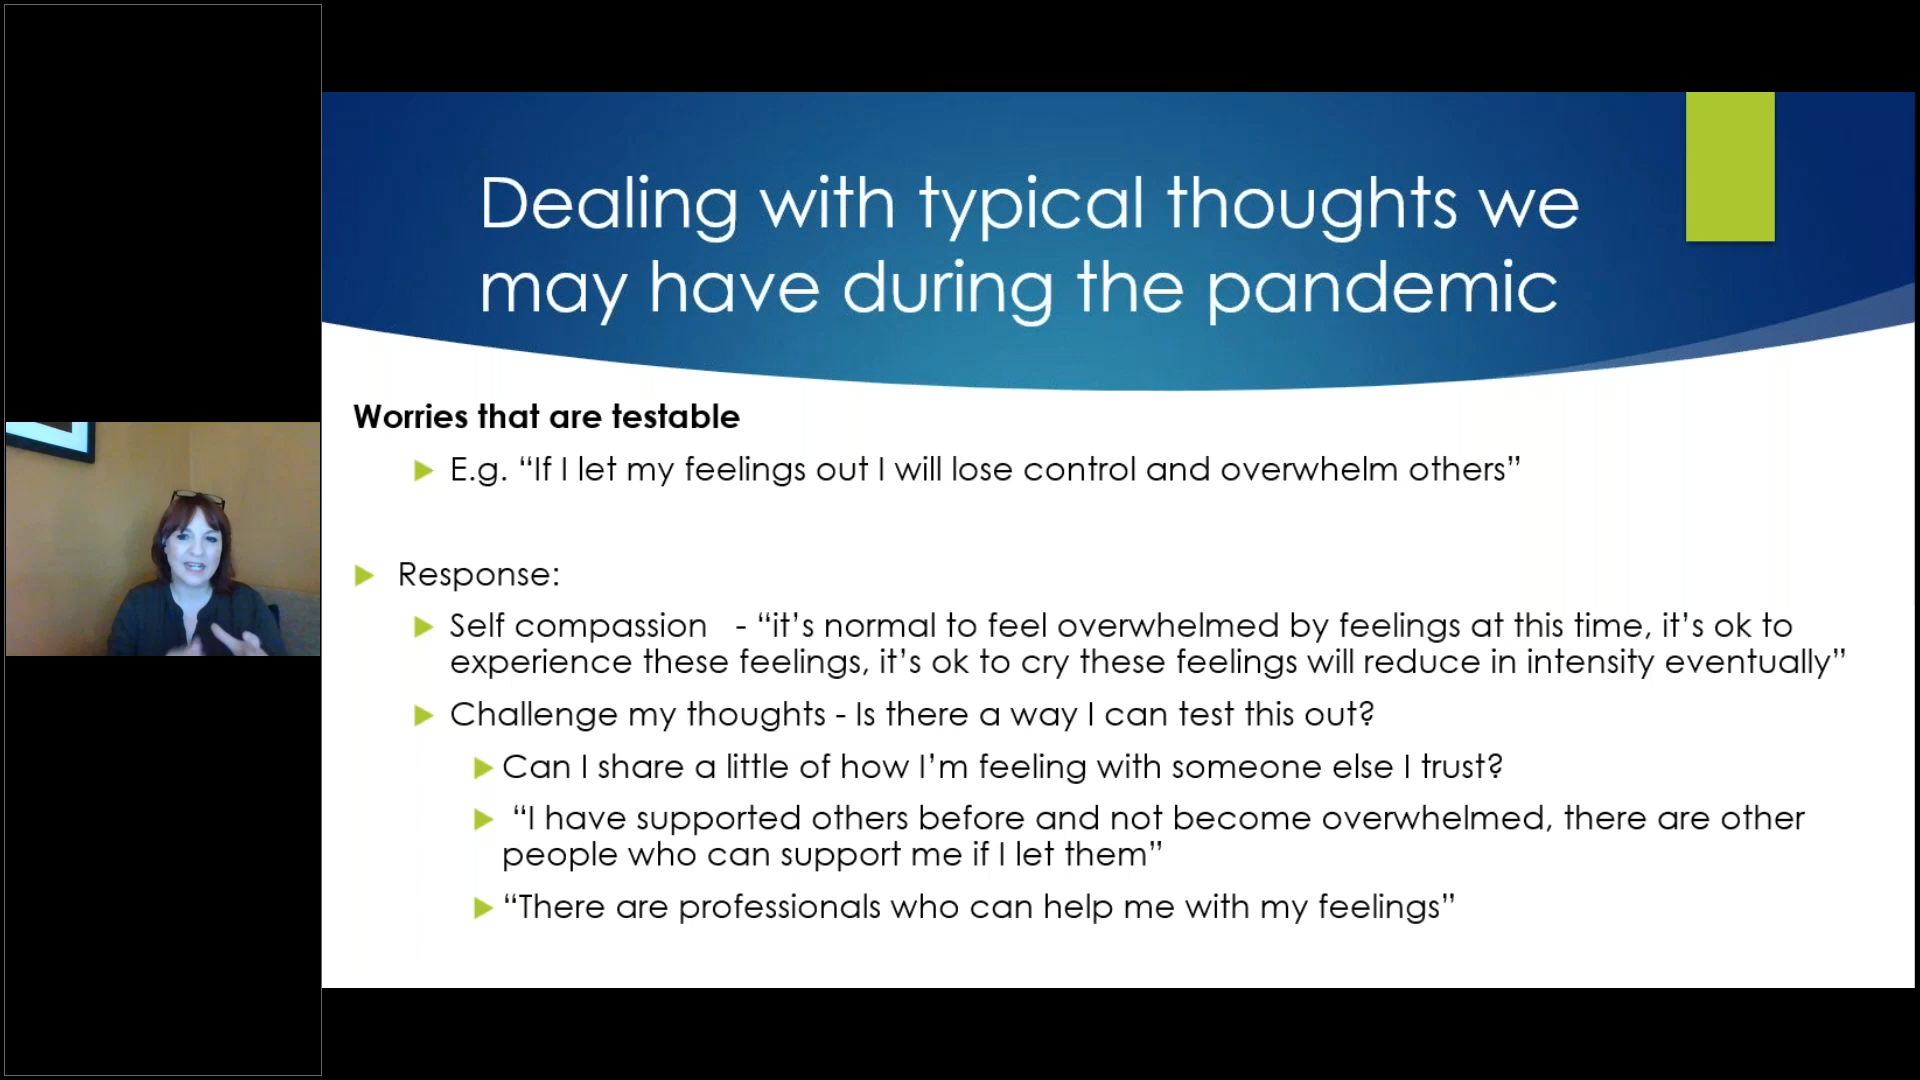 Dealing with typical thoughts we
may have during the pandemic
Worries that are testable
E.g. “If I let my feelings out I will lose control and overwhelm others”
Response:
Self compassion - “it’s normal to feel overwhelmed by feelings at this time, it’s ok to
experience these feelings, it’s ok to cry these feelings will reduce in intensity eventually”
Challenge my thoughts - Is there a way I can test this out?
Can I share a little of how I’m feeling with someone else I trust?
“I have supported others before and not become overwhelmed, there are other
people who can support me if I let them”
“There are professionals who can help me with my feelings”